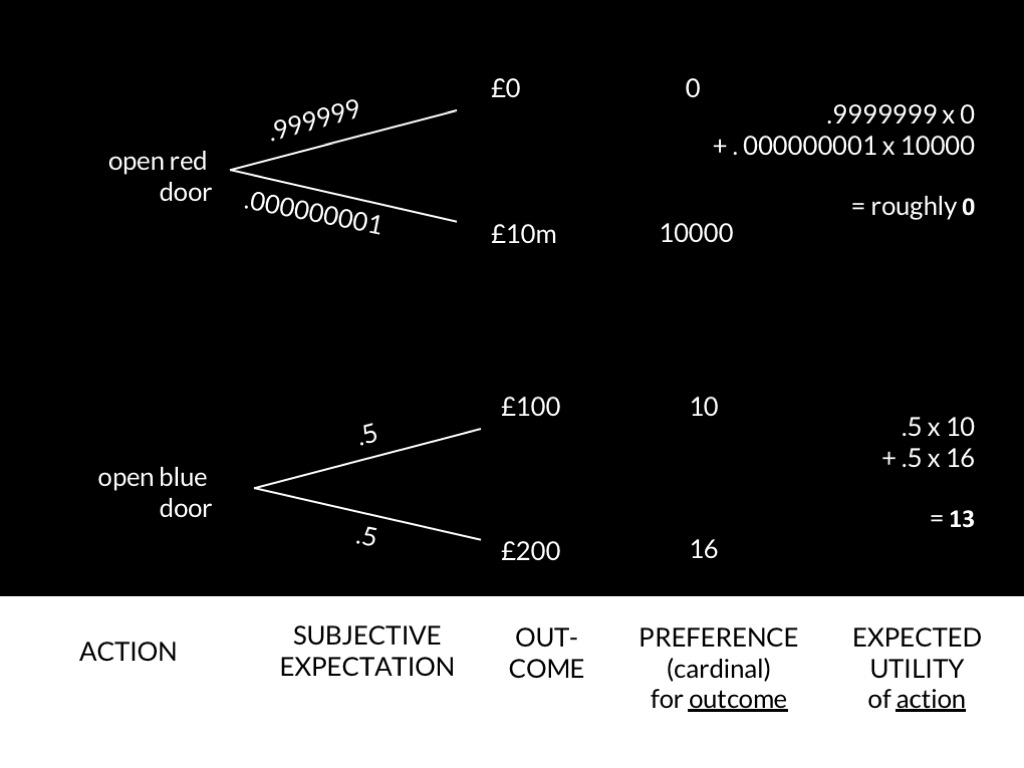 .999999
£0
0
.9999999 x 0
+ . 000000001 x 10000
= roughly 0
open red
door
.000000001
£10m
10000
.5
£100
10
.5 x 10
+ .5 x 16
= 13
open blue
door
.5
£200
16
ACTION
SUBJECTIVE
EXPECTATION
OUT-
COME
PREFERENCE
(cardinal)
for outcome
EXPECTED
UTILITY
of action